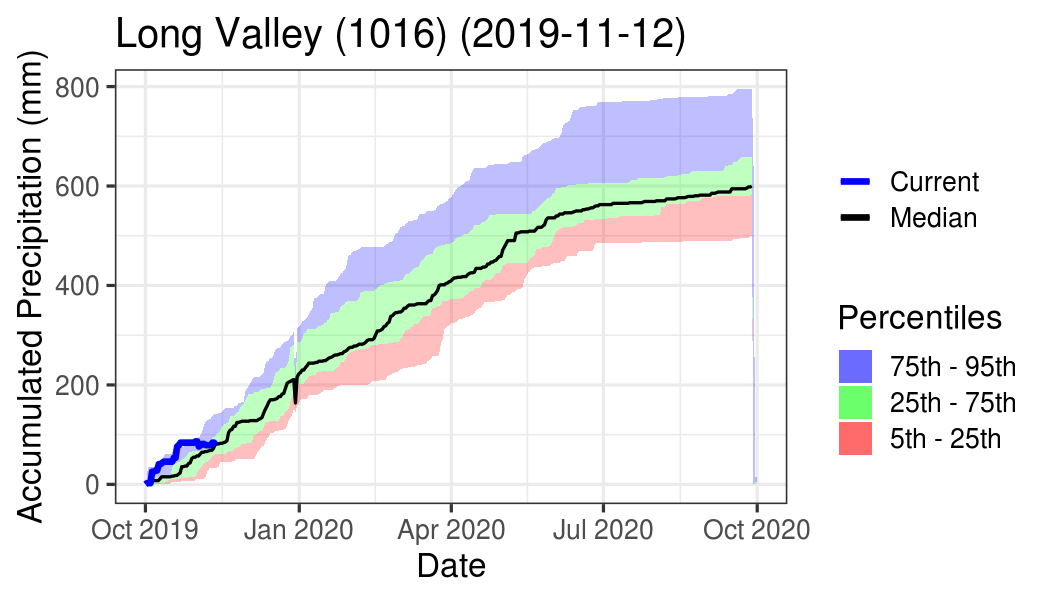 Long Valley (1016) (2019-11-12)
Accumulated Precipitation (mm)
800
600
400
200
0
Oct 2019
Jan 2020
Apr 2020
Jul 2020
Oct 2020
Date
Current
Median
Percentiles
75th - 95th
25th - 75th
5th - 25th